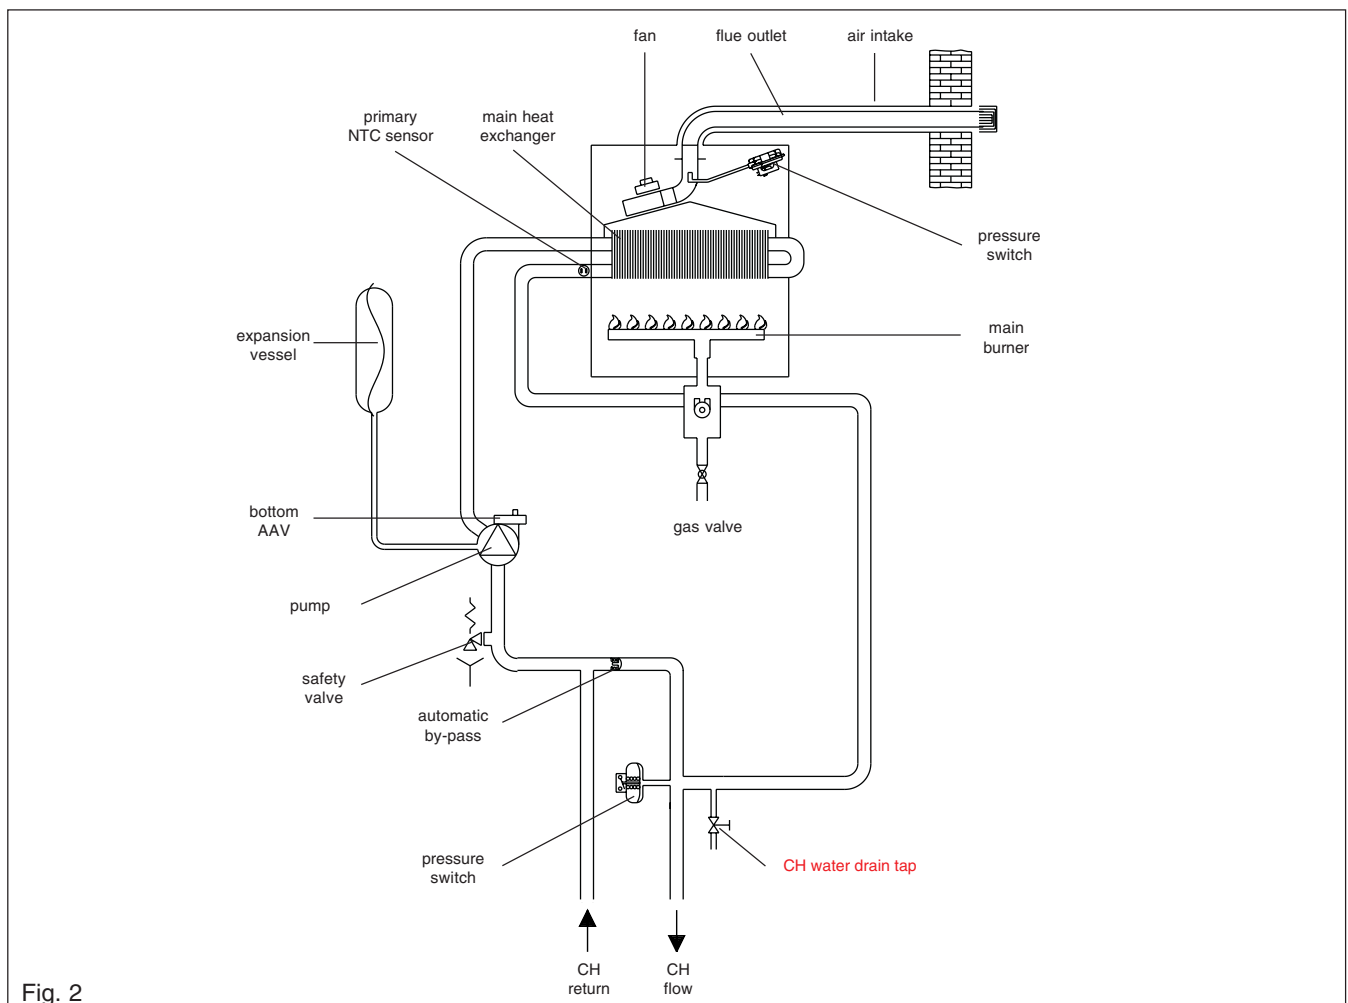 fan
flue outlet
air intake
primary
NTC sensor
main heat
exchanger
pressure
switch
expansion
vessel
main
burner
bottom
AAV
gas valve
pump
safety
valve
automatic
by-pass
pressure
switch
CH water drain tap
CH
return
CH
flow
Fig. 2